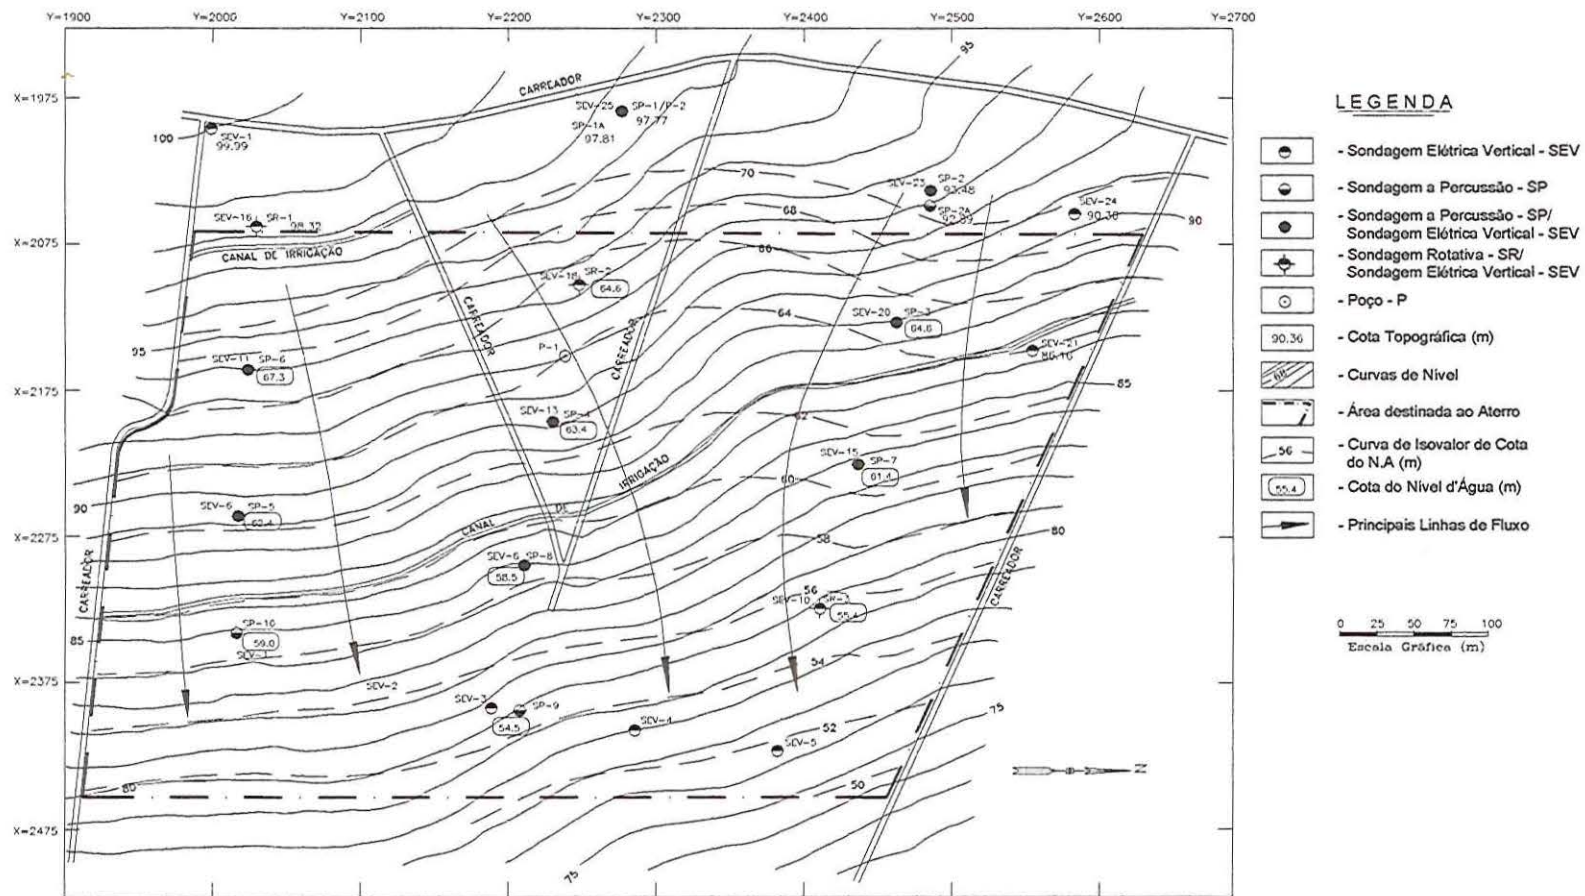 Y=1900 Y=2000 Y=2100 Y=2200 Y=2300 Y=2400 Y=2500 Y=2600 Y=2700
X=1975
X=2075
X=2175
X=2275
X=2375
X=2475
CARREADOR
95
100
SEV-1
99.99
SEV-25 SP-1/P-2
97.77
SP-1A
97.81
70
SEV-23 SP-2
93.48
SP-2A
SEV-24
90.36
90
68
SEV-16 SR-1
98.32
CANAL DE IRRIGAÇÃO
66
SEV-18 SR-2
64.6
CARREADOR
CARREADOR
64
SEV-20 SP-3
64.6
SEV-21
86.16
95
P-1
SEV-11 SP-6
67.3
85
SEV-13 SP-4
63.4
62
SEV-15 SP-7
61.4
CANAL DE IRRIGAÇÃO
60
90
SEV-6 SP-5
62.4
58
80
SEV-6 SP-8
58.5
CARREADOR
CARREADOR
56
SEV-10 SR-3
55.4
85
SP-10
59.0
54
SEV-2
SEV-3 SP-9
54.5
SEV-4
52
SEV-5
75
80
50
75
N
LEGENDA
- Sondagem Elétrica Vertical - SEV
- Sondagem a Percussão - SP
- Sondagem a Percussão - SP/
Sondagem Elétrica Vertical - SEV
- Sondagem Rotativa - SR/
Sondagem Elétrica Vertical - SEV
- Poço - P
90.36 - Cota Topográfica (m)
68 - Curvas de Nível
- Área destinada ao Aterro
56 - Curva de Isovalor de Cota
do N.A (m)
55.4 - Cota do Nível d'Água (m)
- Principais Linhas de Fluxo
0 25 50 75 100
Escala Gráfica (m)